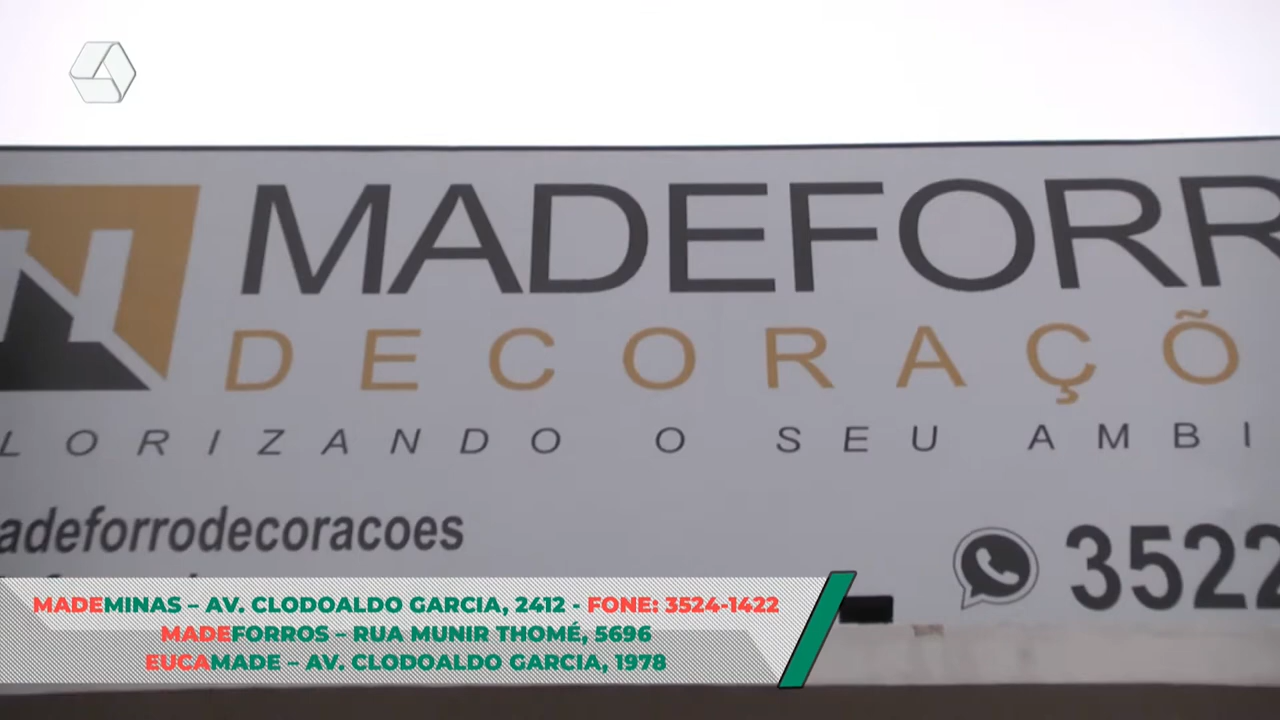 MADEFORR
DECORAÇÕ
LORIZANDO O SEU AMBI
adeforrodecoracoes
3522
MADEMINAS – AV. CLODOALDO GARCIA, 2412 - FONE: 3524-1422
MADEFORROS – RUA MUNIR THOMÉ, 5696
EUCAMADE – AV. CLODOALDO GARCIA, 1978